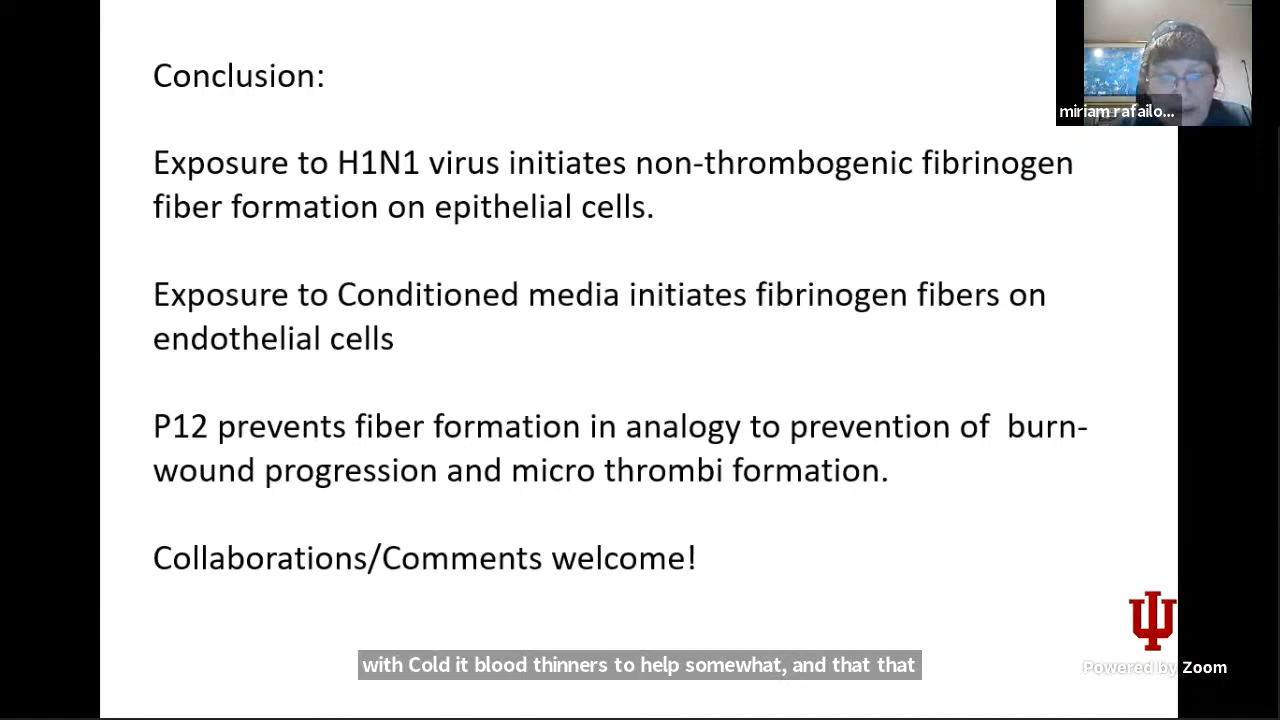 Conclusion:
miriam rafailo...
Exposure to H1N1 virus initiates non-thrombogenic fibrinogen
fiber formation on epithelial cells.
Exposure to Conditioned media initiates fibrinogen fibers on
endothelial cells
P12 prevents fiber formation in analogy to prevention of  burn-
wound progression and micro thrombi formation.
Collaborations/Comments welcome!
with Cold it blood thinners to help somewhat, and that that
Powered by Zoom